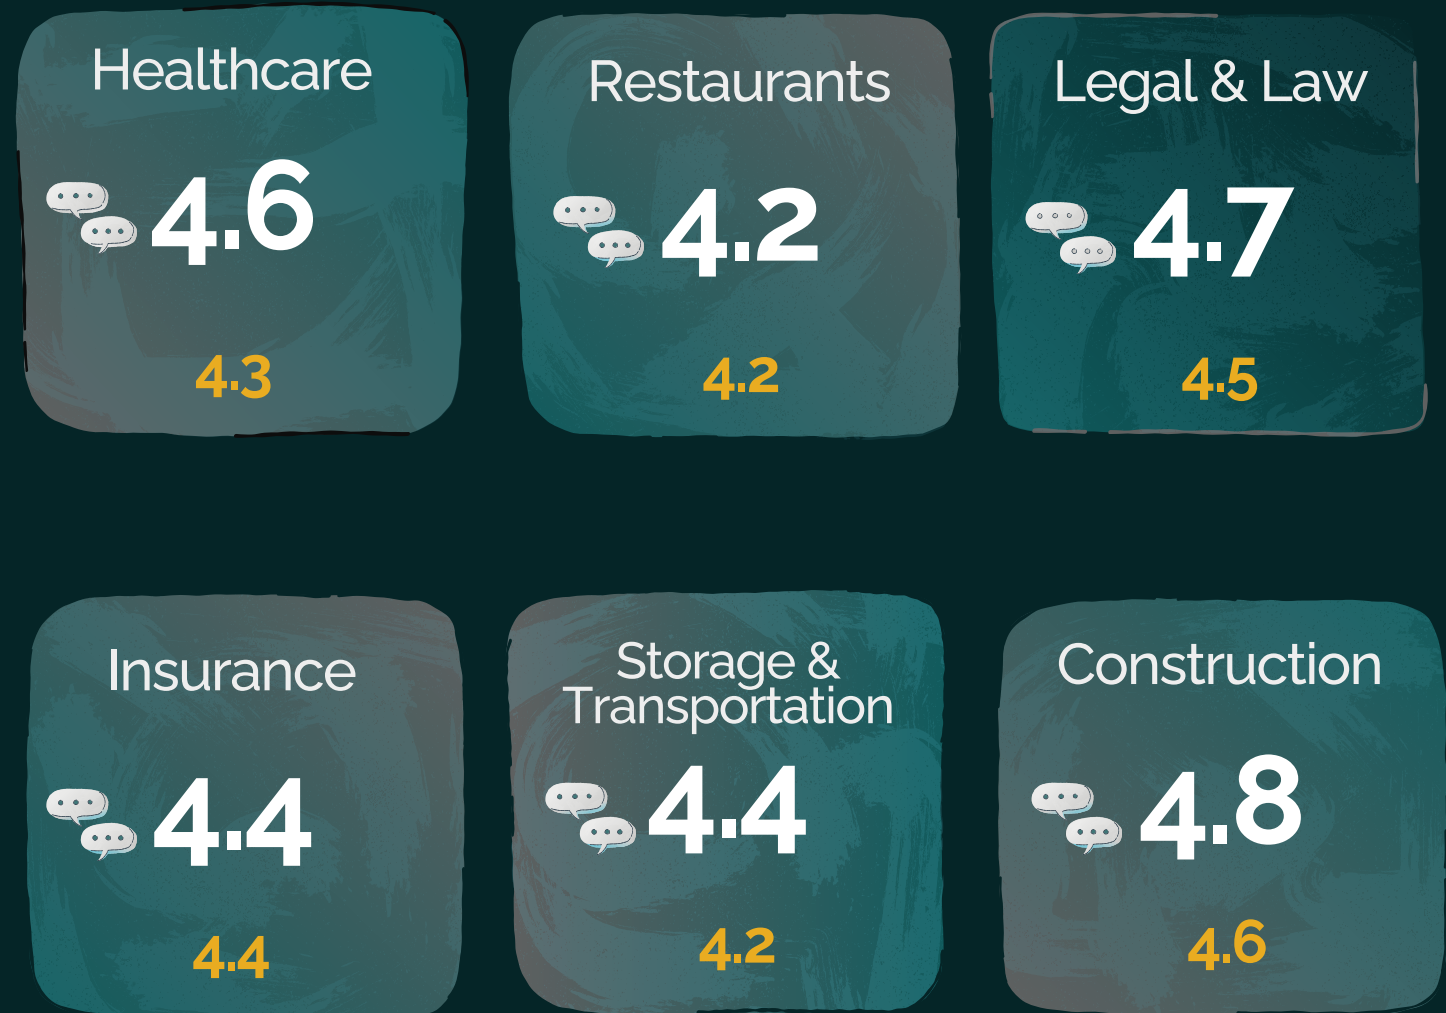 Healthcare
4.6
4.3
Restaurants
4.2
4.2
Legal & Law
4.7
4.5
Insurance
4.4
4.4
Storage &
Transportation
4.4
4.2
Construction
4.8
4.6